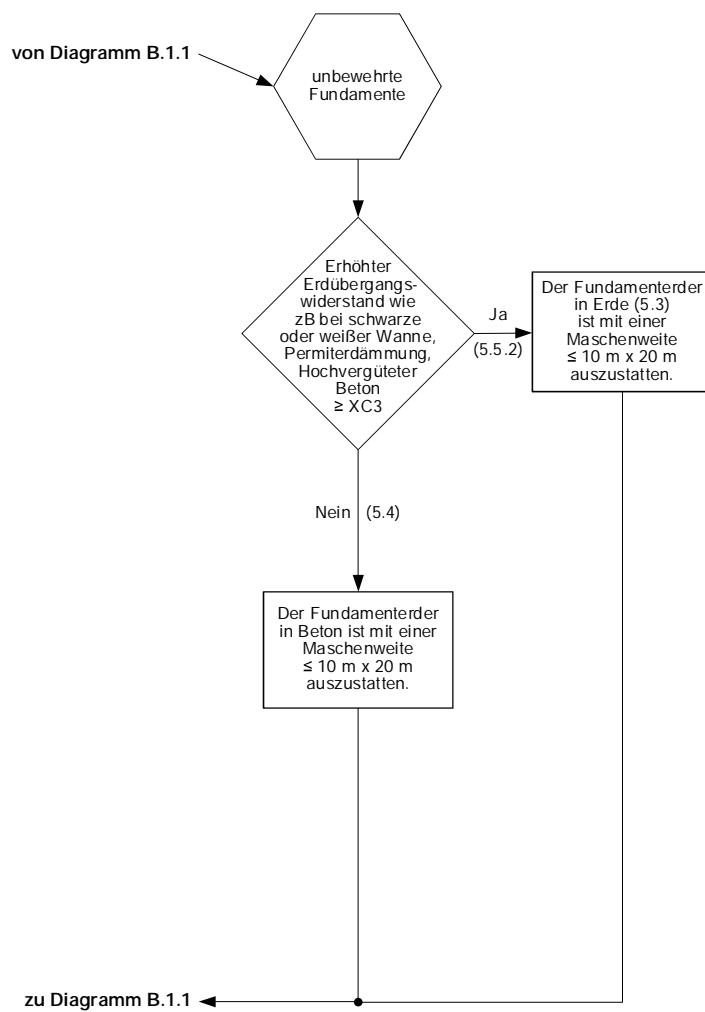 von Diagramm B.1.1
unbewehrte
Fundamente
Erhöhter
Erdübergangs-
widerstand wie
zB bei schwarze
oder weißer Wanne,
Permiterdämmung,
Hochvergüteter
Beton
≥ XC3
Ja
(5.5.2)
Der Fundamenterder
in Erde (5.3)
ist mit einer
Maschenweite
≤ 10 m x 20 m
auszustatten.
Nein (5.4)
Der Fundamenterder
in Beton ist mit einer
Maschenweite
≤ 10 m x 20 m
auszustatten.
zu Diagramm B.1.1